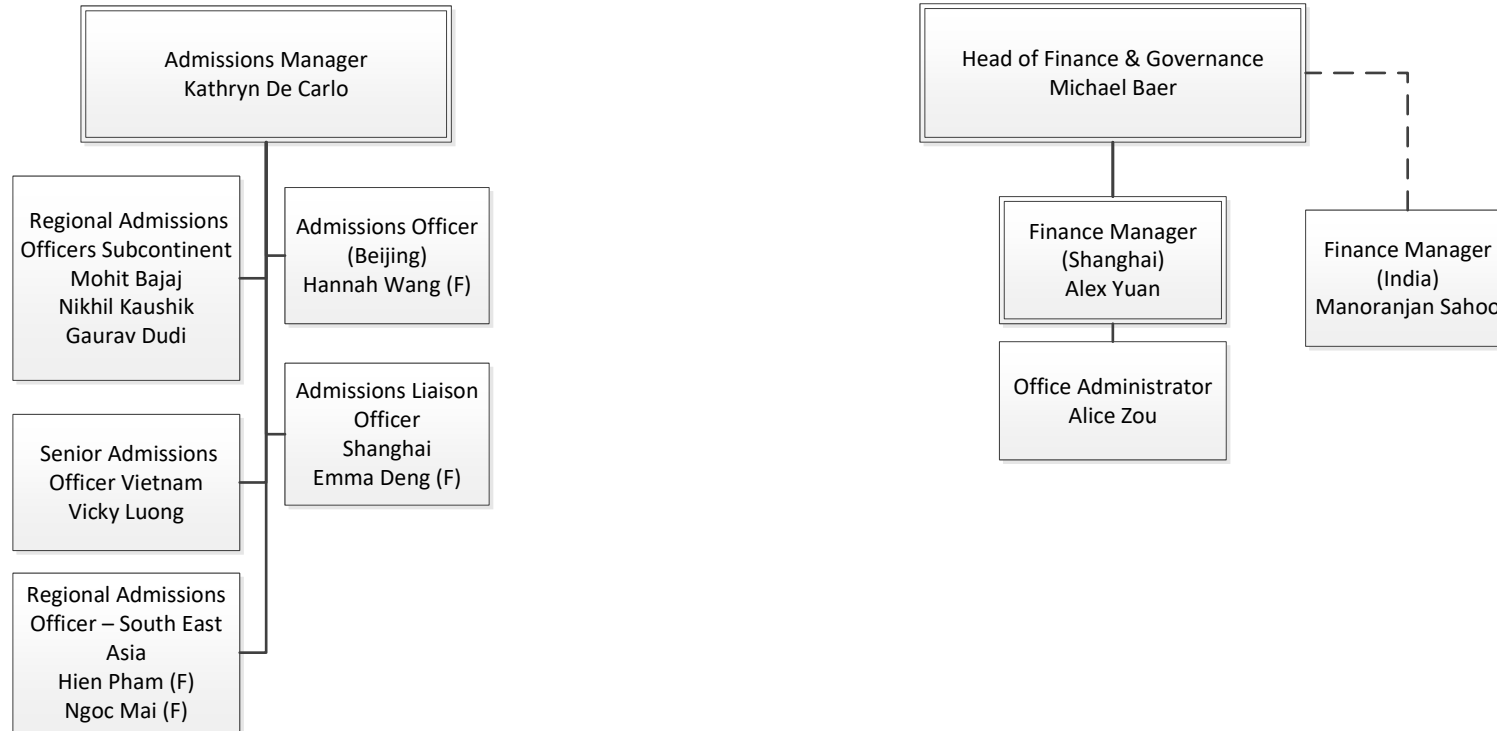 Admissions Manager
Kathryn De Carlo
Regional Admissions
Officers Subcontinent
Mohit Bajaj
Nikhil Kaushik
Gaurav Dudi
Admissions Officer
(Beijing)
Hannah Wang (F)
Admissions Liaison
Officer
Shanghai
Emma Deng (F)
Senior Admissions
Officer Vietnam
Vicky Luong
Regional Admissions
Officer – South East
Asia
Hien Pham (F)
Ngoc Mai (F)
Head of Finance & Governance
Michael Baer
Finance Manager
(Shanghai)
Alex Yuan
Office Administrator
Alice Zou
Finance Manager
(India)
Manoranjan Sahoo